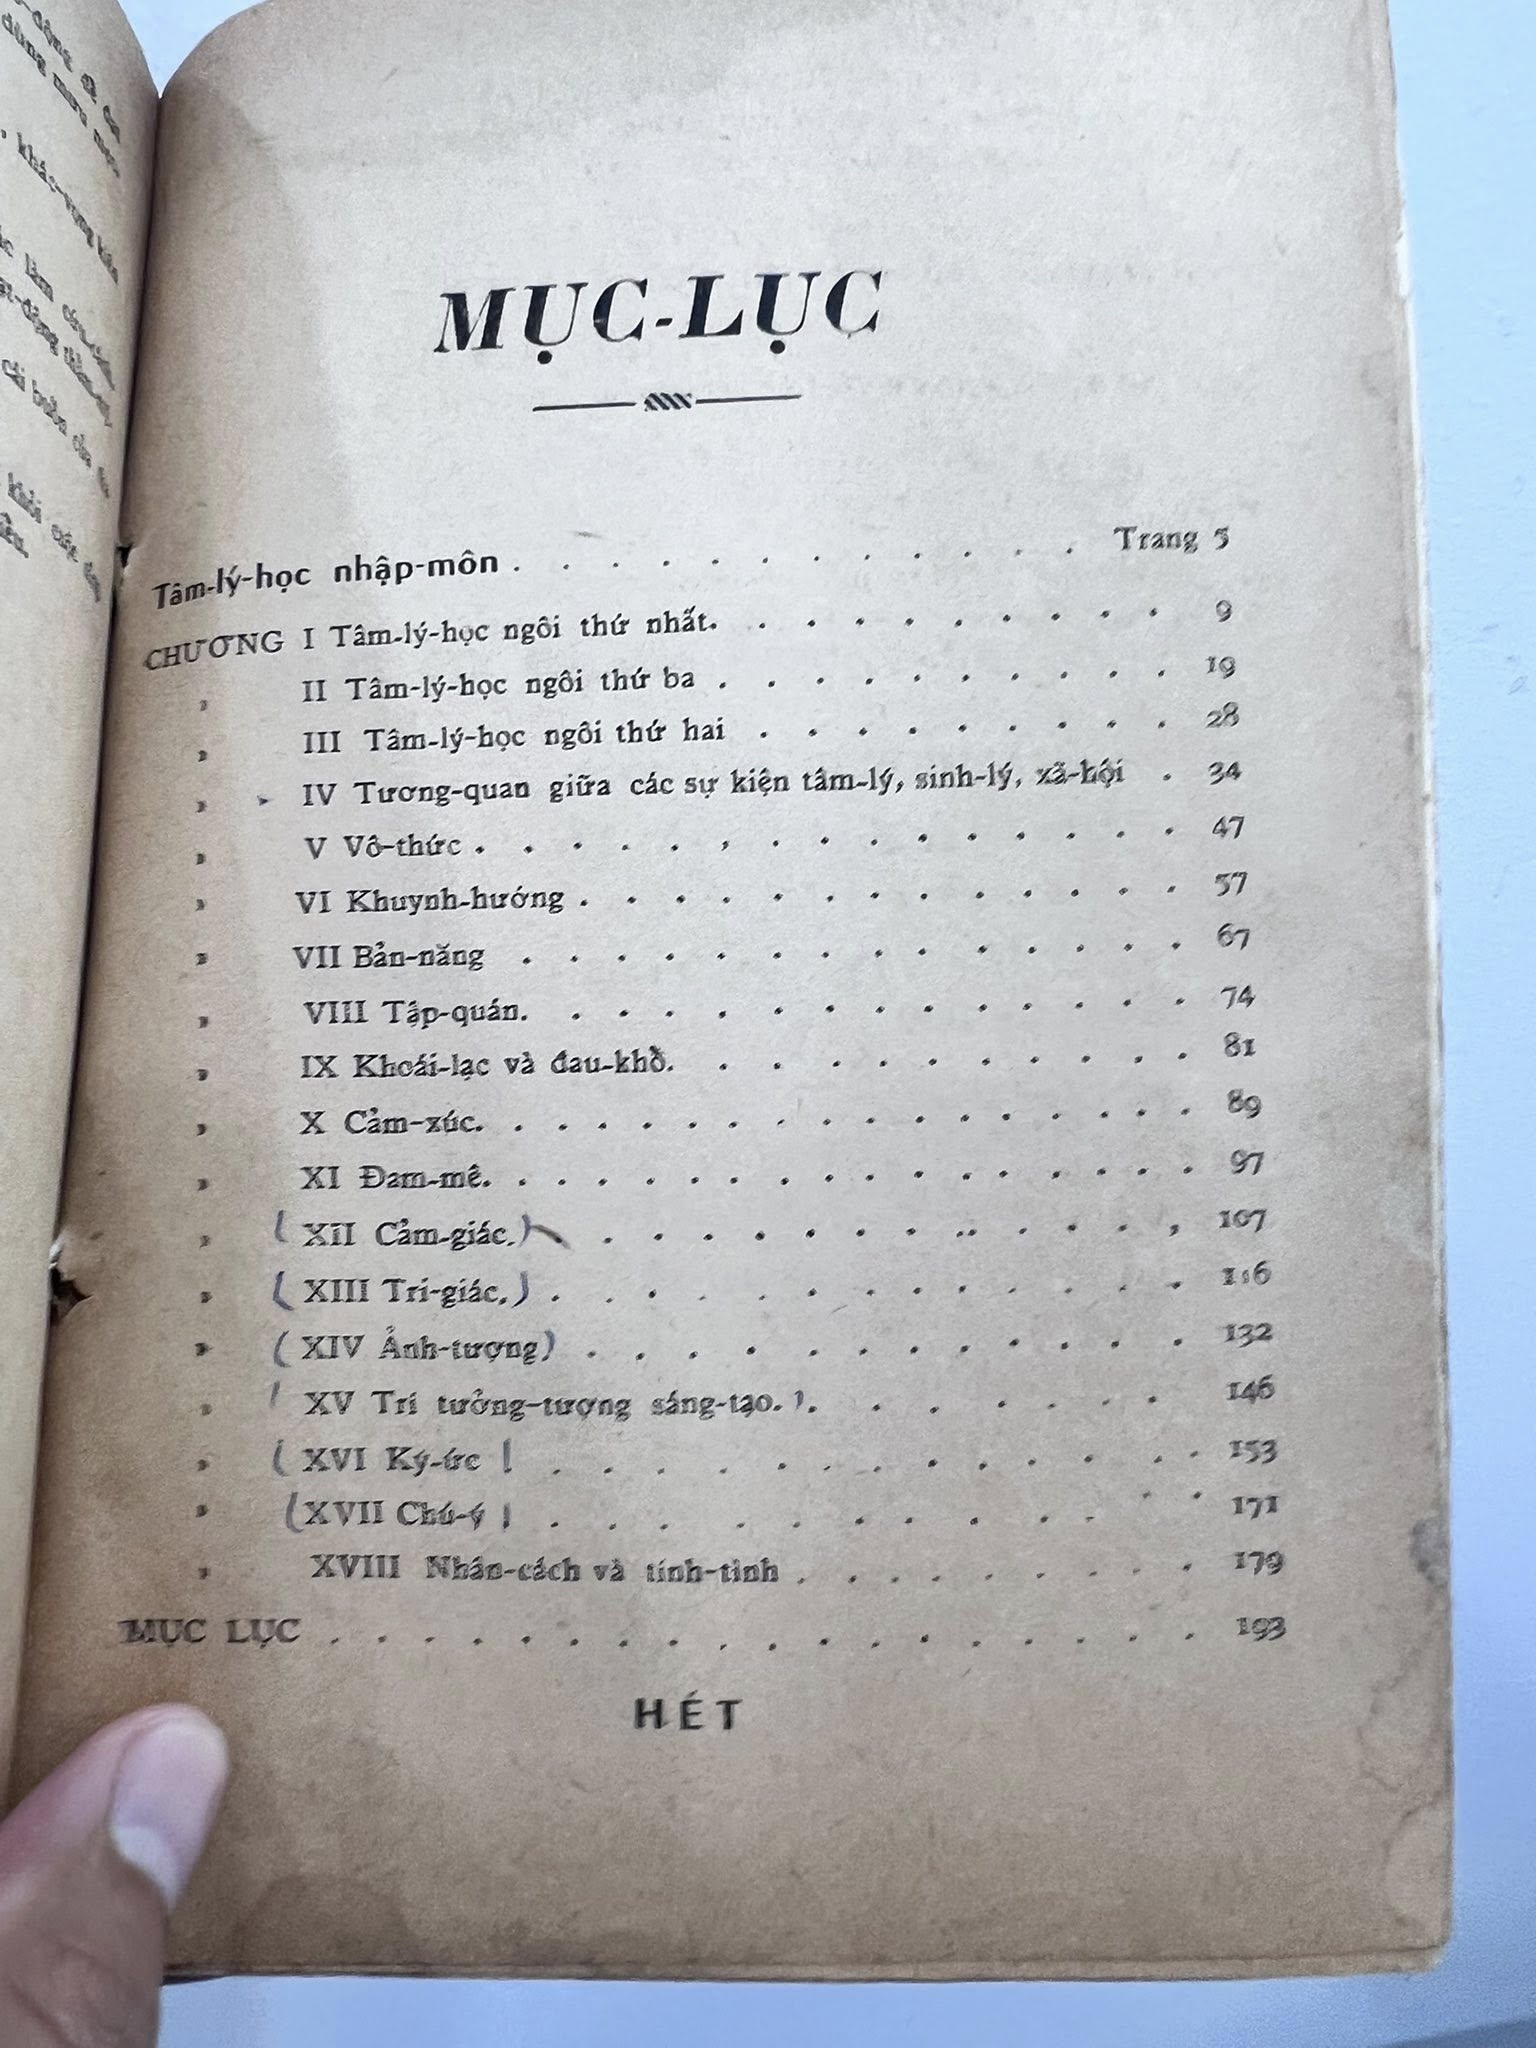 MỤC-LỤC
Tâm-lý-học nhập-môn . . . . . . . . . . . . Trang 5
CHƯƠNG I Tâm-lý-học ngôi thứ nhất. . . . . . . . . . 9
» II Tâm-lý-học ngôi thứ ba . . . . . . . . . . 19
» III Tâm-lý-học ngôi thứ hai . . . . . . . . . 28
» IV Tương-quan giữa các sự kiện tâm-lý, sinh-lý, xã-hội . 34
» V Vô-thức . . . . . . . . . . . . . . . 47
» VI Khuynh-hướng . . . . . . . . . . . . . 57
» VII Bản-năng . . . . . . . . . . . . . . 67
» VIII Tập-quán. . . . . . . . . . . . . . 74
» IX Khoái-lạc và đau-khổ. . . . . . . . . . . 81
» X Cảm-xúc. . . . . . . . . . . . . . . . . 89
» XI Đam-mê. . . . . . . . . . . . . . . . . 97
» (XII Cảm-giác.) . . . . . . . . . . . . . 107
» (XIII Tri-giác.) . . . . . . . . . . . . . 116
» (XIV Ảnh-tượng) . . . . . . . . . . . . 132
» (XV Trí tưởng-tượng sáng-tạo.). . . . . . . 146
» (XVI Ký-ức ) . . . . . . . . . . . . . 153
» (XVII Chú-ý ) . . . . . . . . . . . . . 171
» XVIII Nhân-cách và tính-tình . . . . . . . . . 179
MỤC LỤC . . . . . . . . . . . . . . . . . . 193
HẾT